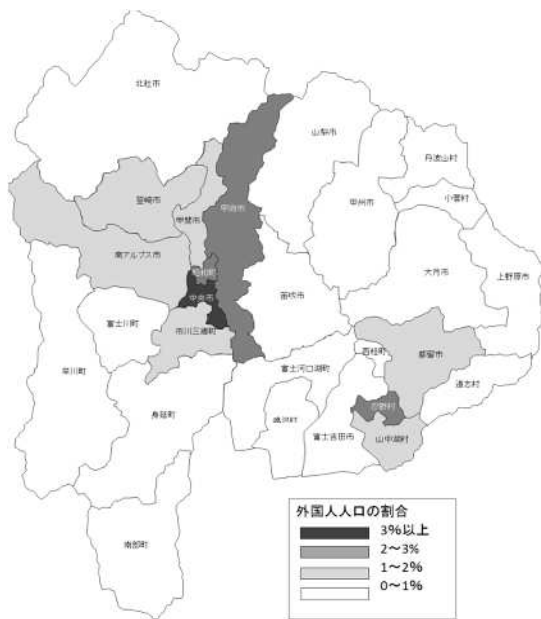 北杜市
山梨市
丹波山村
韮崎市
甲斐市
甲府市
甲州市
小菅村
南アルプス市
昭和町
大月市
上野原市
中央市
笛吹市
富士川町
市川三郷町
早川町
西桂町
都留市
富士河口湖町
道志村
身延町
忍野村
鳴沢村
富士吉田市
山中湖村
南部町
外国人人口の割合
3%以上
2～3%
1～2%
0～1%